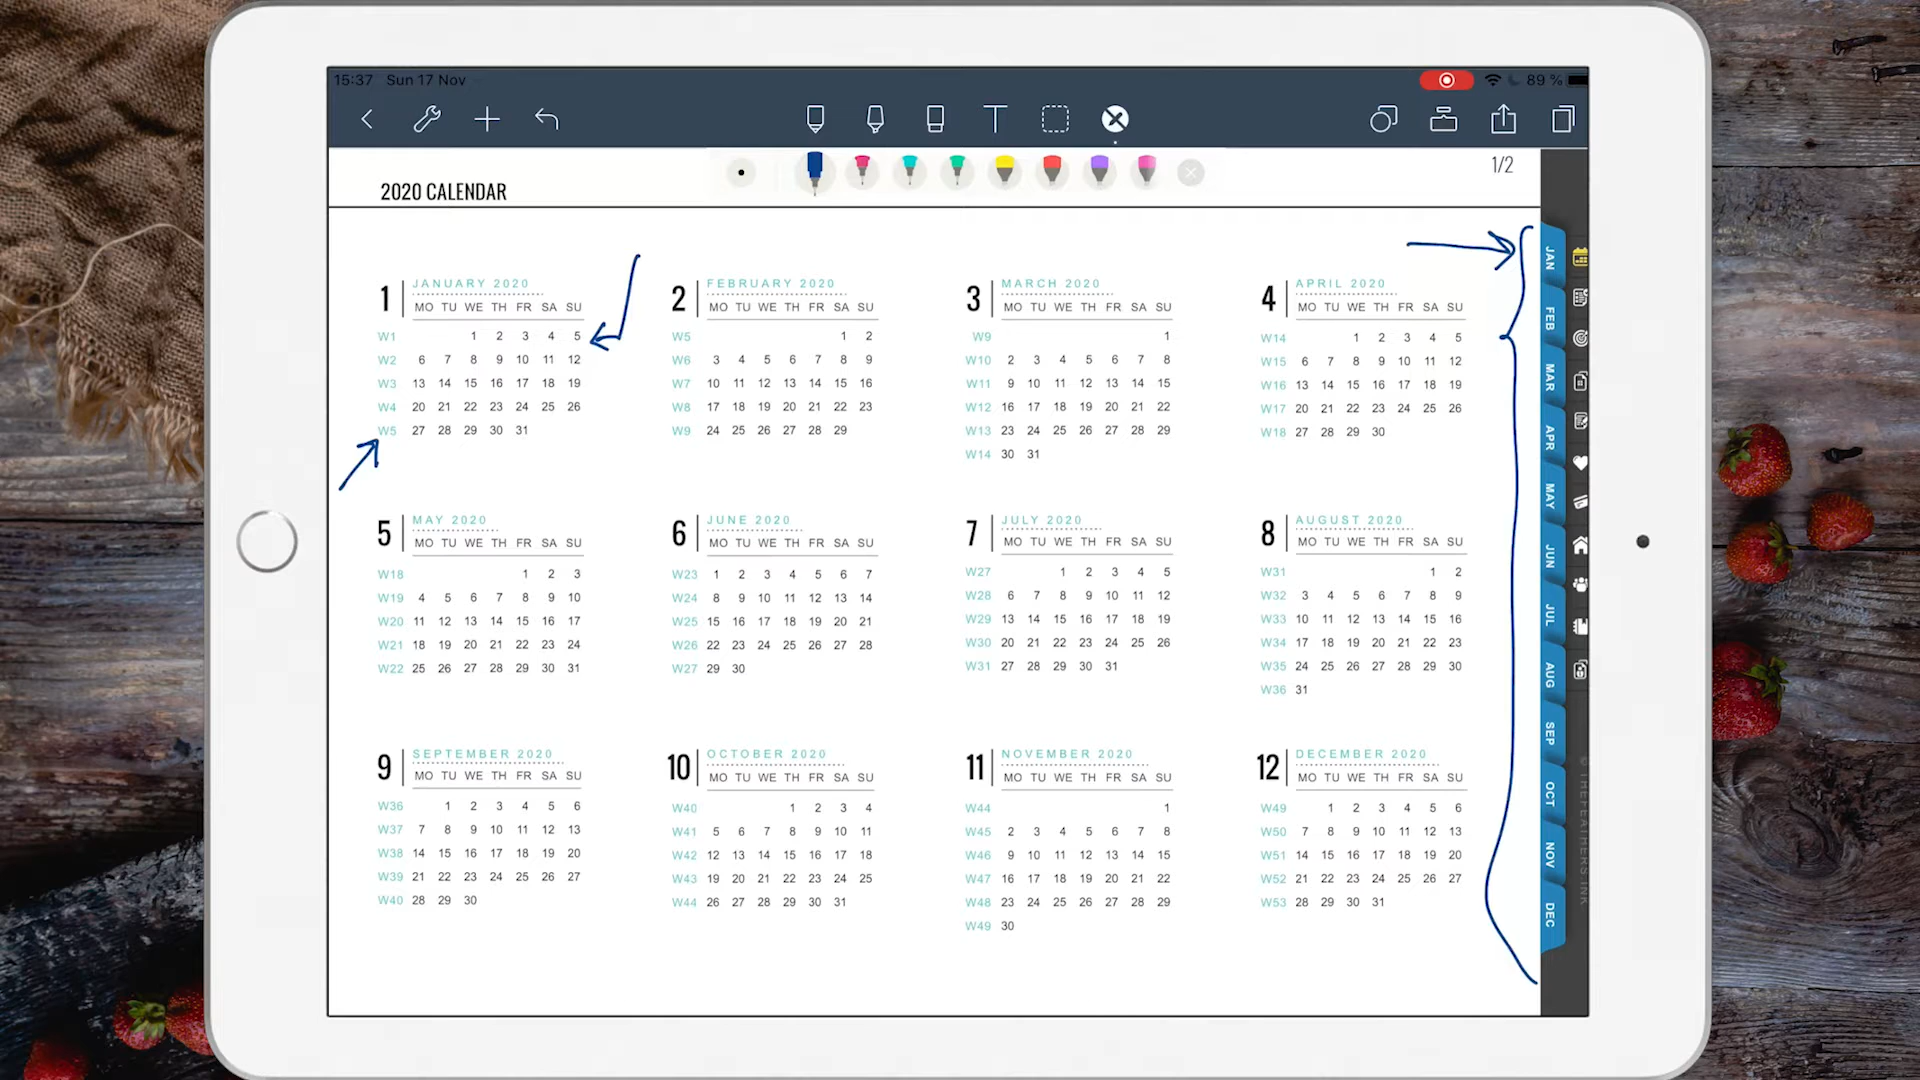 15:37 Sun 17 Nov 89 %
1/2
2020 CALENDAR
1 JANUARY 2020
MO TU WE TH FR SA SU
W1 1 2 3 4 5
W2 6 7 8 9 10 11 12
W3 13 14 15 16 17 18 19
W4 20 21 22 23 24 25 26
W5 27 28 29 30 31
2 FEBRUARY 2020
MO TU WE TH FR SA SU
W5 1 2
W6 3 4 5 6 7 8 9
W7 10 11 12 13 14 15 16
W8 17 18 19 20 21 22 23
W9 24 25 26 27 28 29
3 MARCH 2020
MO TU WE TH FR SA SU
W9 1
W10 2 3 4 5 6 7 8
W11 9 10 11 12 13 14 15
W12 16 17 18 19 20 21 22
W13 23 24 25 26 27 28 29
W14 30 31
4 APRIL 2020
MO TU WE TH FR SA SU
W14 1 2 3 4 5
W15 6 7 8 9 10 11 12
W16 13 14 15 16 17 18 19
W17 20 21 22 23 24 25 26
W18 27 28 29 30
5 MAY 2020
MO TU WE TH FR SA SU
W18 1 2 3
W19 4 5 6 7 8 9 10
W20 11 12 13 14 15 16 17
W21 18 19 20 21 22 23 24
W22 25 26 27 28 29 30 31
6 JUNE 2020
MO TU WE TH FR SA SU
W23 1 2 3 4 5 6 7
W24 8 9 10 11 12 13 14
W25 15 16 17 18 19 20 21
W26 22 23 24 25 26 27 28
W27 29 30
7 JULY 2020
MO TU WE TH FR SA SU
W27 1 2 3 4 5
W28 6 7 8 9 10 11 12
W29 13 14 15 16 17 18 19
W30 20 21 22 23 24 25 26
W31 27 28 29 30 31
8 AUGUST 2020
MO TU WE TH FR SA SU
W31 1 2
W32 3 4 5 6 7 8 9
W33 10 11 12 13 14 15 16
W34 17 18 19 20 21 22 23
W35 24 25 26 27 28 29 30
W36 31
9 SEPTEMBER 2020
MO TU WE TH FR SA SU
W36 1 2 3 4 5 6
W37 7 8 9 10 11 12 13
W38 14 15 16 17 18 19 20
W39 21 22 23 24 25 26 27
W40 28 29 30
10 OCTOBER 2020
MO TU WE TH FR SA SU
W40 1 2 3 4
W41 5 6 7 8 9 10 11
W42 12 13 14 15 16 17 18
W43 19 20 21 22 23 24 25
W44 26 27 28 29 30 31
11 NOVEMBER 2020
MO TU WE TH FR SA SU
W44 1
W45 2 3 4 5 6 7 8
W46 9 10 11 12 13 14 15
W47 16 17 18 19 20 21 22
W48 23 24 25 26 27 28 29
W49 30
12 DECEMBER 2020
MO TU WE TH FR SA SU
W49 1 2 3 4 5 6
W50 7 8 9 10 11 12 13
W51 14 15 16 17 18 19 20
W52 21 22 23 24 25 26 27
W53 28 29 30 31
JAN
FEB
MAR
APR
MAY
JUN
JUL
AUG
SEP
OCT
NOV
DEC
© THEFEATHERS.INK